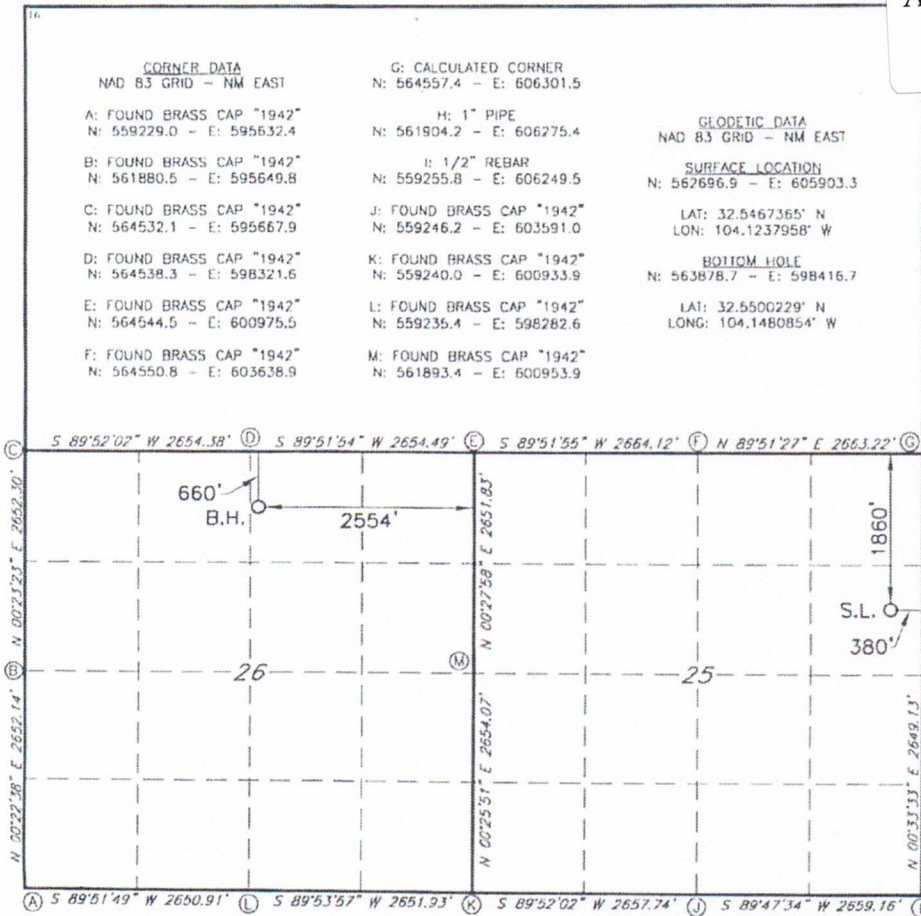 16
A
CORNER DATA
NAD 83 GRID - NM EAST
A: FOUND BRASS CAP "1942"
N: 559229.0 - E: 595632.4
B: FOUND BRASS CAP "1942"
N: 561880.5 - E: 595649.8
C: FOUND BRASS CAP "1942"
N: 564532.1 - E: 595667.9
D: FOUND BRASS CAP "1942"
N: 564538.3 - E: 598321.6
E: FOUND BRASS CAP "1942"
N: 564544.5 - E: 600975.5
F: FOUND BRASS CAP "1942"
N: 564550.8 - E: 603638.9
G: CALCULATED CORNER
N: 564557.4 - E: 606301.5
H: 1" PIPE
N: 561904.2 - E: 606275.4
I: 1/2" REBAR
N: 559255.8 - E: 606249.5
J: FOUND BRASS CAP "1942"
N: 559246.2 - E: 603591.0
K: FOUND BRASS CAP "1942"
N: 559240.0 - E: 600933.9
L: FOUND BRASS CAP "1942"
N: 559235.4 - E: 598282.6
M: FOUND BRASS CAP "1942"
N: 561893.4 - E: 600953.9
GEODETIC DATA
NAD 83 GRID - NM EAST
SURFACE LOCATION
N: 562696.9 - E: 605903.3
LAT: 32.5467365° N
LON: 104.1237958° W
BOTTOM HOLE
N: 563878.7 - E: 598416.7
LAT: 32.5500229° N
LONG: 104.1480854° W
C S 89°52'02" W 2654.38' D S 89°51'54" W 2654.49' E S 89°51'55" W 2664.12' F N 89°51'27" E 2663.22' G
660'
B.H.
2554'
1860'
S.L.
380'
N 00°23'23" E 2652.30'
N 00°27'58" E 2651.83'
B
26
M
25
N 00°22'38" E 2652.14'
N 00°25'51" E 2654.07'
N 00°33'33" E 2649.13'
A S 89°51'49" W 2650.91' L S 89°53'57" W 2651.93' K S 89°52'02" W 2657.74' J S 89°47'34" W 2659.16'